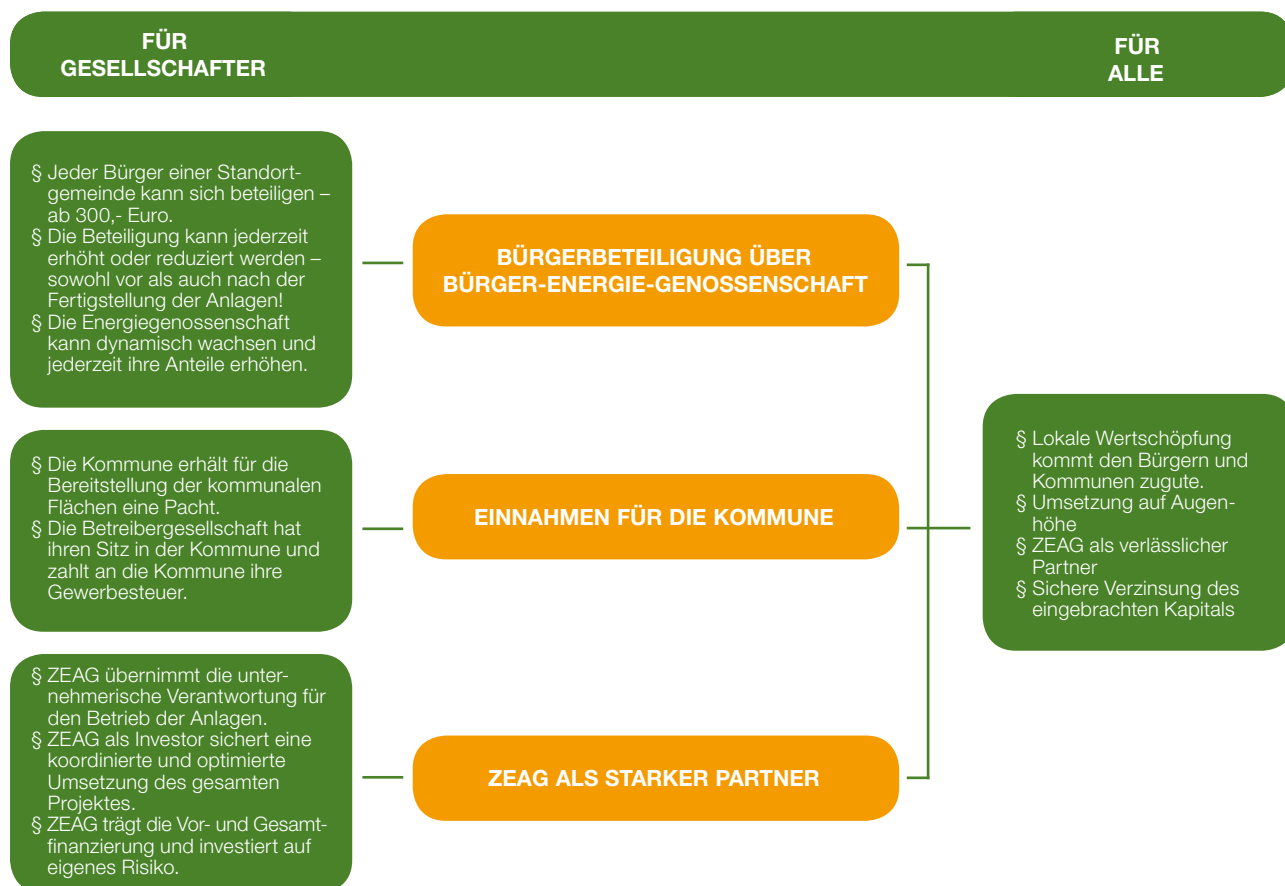 FÜR
GESELLSCHAFTER
FÜR
ALLE
§ Jeder Bürger einer Standort-
gemeinde kann sich beteiligen –
ab 300,- Euro.
§ Die Beteiligung kann jederzeit
erhöht oder reduziert werden –
sowohl vor als auch nach der
Fertigstellung der Anlagen!
§ Die Energiegenossenschaft
kann dynamisch wachsen und
jederzeit ihre Anteile erhöhen.
BÜRGERBETEILIGUNG ÜBER
BÜRGER-ENERGIE-GENOSSENSCHAFT
§ Die Kommune erhält für die
Bereitstellung der kommunalen
Flächen eine Pacht.
§ Die Betreibergesellschaft hat
ihren Sitz in der Kommune und
zahlt an die Kommune ihre
Gewerbesteuer.
EINNAHMEN FÜR DIE KOMMUNE
§ ZEAG übernimmt die unter-
nehmerische Verantwortung für
den Betrieb der Anlagen.
§ ZEAG als Investor sichert eine
koordinierte und optimierte
Umsetzung des gesamten
Projektes.
§ ZEAG trägt die Vor- und Gesamt-
finanzierung und investiert auf
eigenes Risiko.
ZEAG ALS STARKER PARTNER
§ Lokale Wertschöpfung
kommt den Bürgern und
Kommunen zugute.
§ Umsetzung auf Augen-
höhe
§ ZEAG als verlässlicher
Partner
§ Sichere Verzinsung des
eingebrachten Kapitals